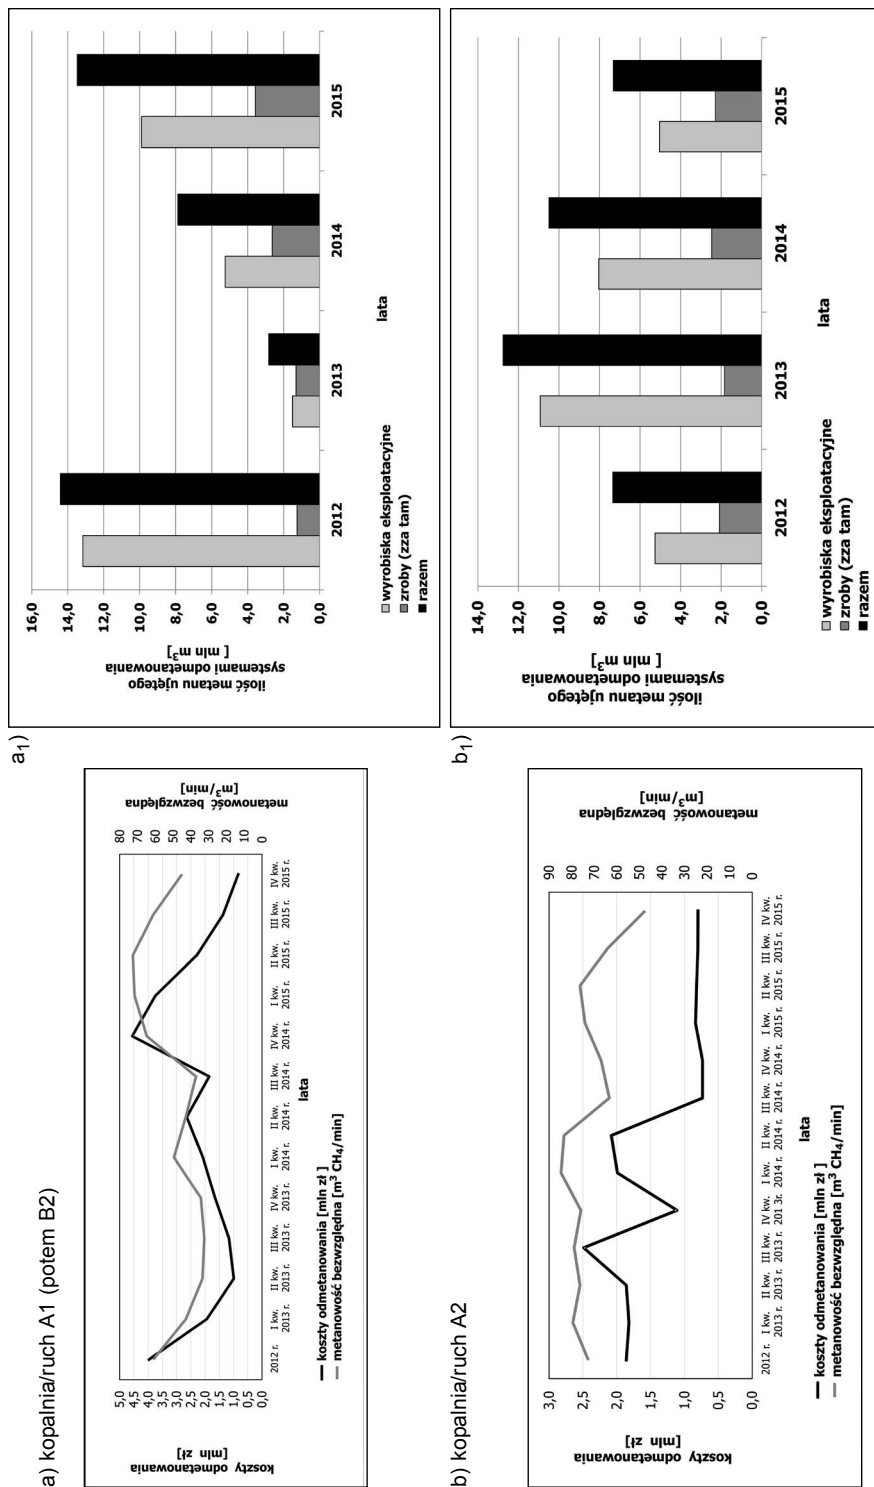 a) kopalnia/ruch A1 (potem B2)
koszty odmetanowania
[mln zł]
5,0
4,5
4,0
3,5
3,0
2,5
2,0
1,5
1,0
0,5
0,0
80
70
60
50
40
30
20
10
0
metanowość bezwzględna
[m³/min]
2012 r.
I kw. 2013 r.
II kw. 2013 r.
III kw. 2013 r.
IV kw. 2013 r.
I kw. 2014 r.
II kw. 2014 r.
III kw. 2014 r.
IV kw. 2014 r.
I kw. 2015 r.
II kw. 2015 r.
III kw. 2015 r.
IV kw. 2015 r.
lata
koszty odmetanowania [mln zł ]
metanowość bezwzględna [m³ CH₄/min]
a₁)
ilość metanu ujętego
systemami odmetanowania
[ mln m³]
16,0
14,0
12,0
10,0
8,0
6,0
4,0
2,0
0,0
2012
2013
2014
2015
lata
wyrobiska eksploatacyjne
zroby (zza tam)
razem
b) kopalnia/ruch A2
koszty odmetanowania
[mln zł]
3,0
2,5
2,0
1,5
1,0
0,5
0,0
90
80
70
60
50
40
30
20
10
0
metanowość bezwzględna
[m³/min]
2012 r.
I kw. 2013 r.
II kw. 2013 r.
III kw. 2013 r.
IV kw. 201 3r.
I kw. 2014 r.
II kw. 2014 r.
III kw. 2014 r.
IV kw. 2014 r.
I kw. 2015 r.
II kw. 2015 r.
III kw. 2015 r.
IV kw. 2015 r.
lata
koszty odmetanowania [mln zł ]
metanowość bezwzględna [m³ CH₄/min]
b₁)
ilość metanu ujętego
systemami odmetanowania
[ mln m³]
14,0
12,0
10,0
8,0
6,0
4,0
2,0
0,0
2012
2013
2014
2015
lata
wyrobiska eksploatacyjne
zroby (zza tam)
razem